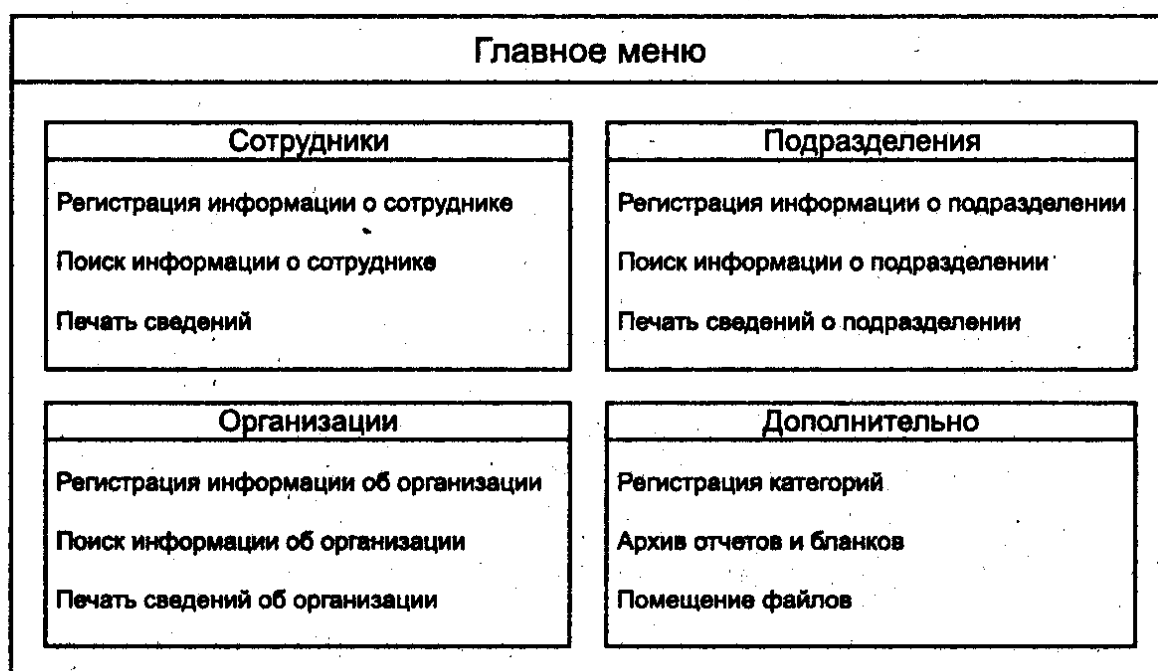 Главное меню
Сотрудники
Регистрация информации о сотруднике
Поиск информации о сотруднике
Печать сведений
Подразделения
Регистрация информации о подразделении
Поиск информации о подразделении
Печать сведений о подразделении
Организации
Регистрация информации об организации
Поиск информации об организации
Печать сведений об организации
Дополнительно
Регистрация категорий
Архив отчетов и бланков
Помещение файлов